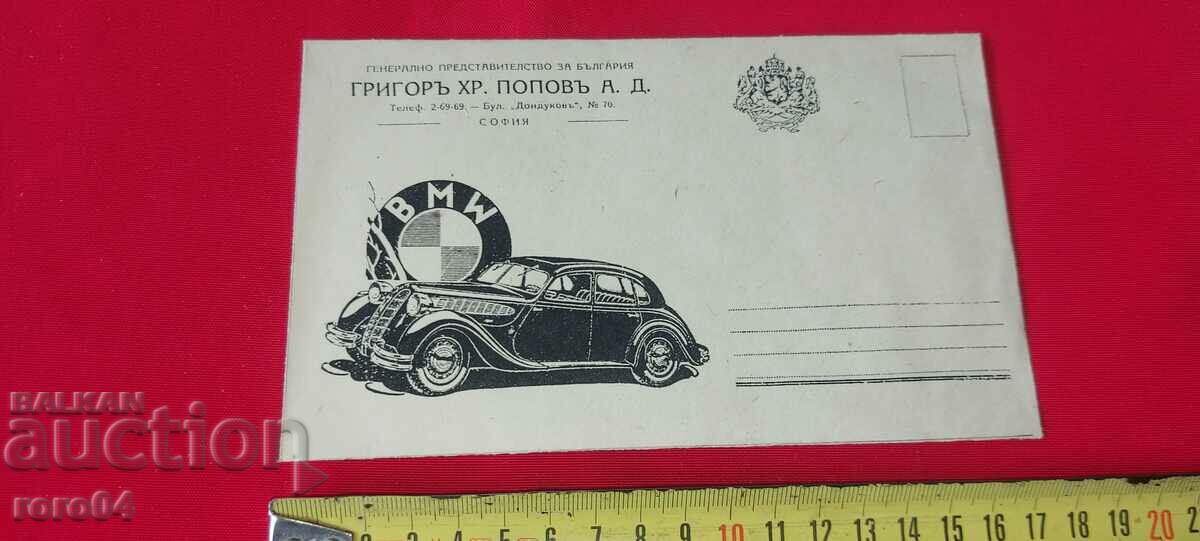 ГЕНЕРАЛНО ПРЕДСТАВИТЕЛСТВО ЗА БЪЛГАРИЯ
ГРИГОРЪ ХР. ПОПОВЪ А. Д.
Телеф. 2-69-69. — Бул. „Дондуковъ", № 70.
СОФИЯ
BMW
BALKAN
auction
roro04
2 3 4 5 6 7 8 9 10 11 12 13 14 15 16 17 18 19 20